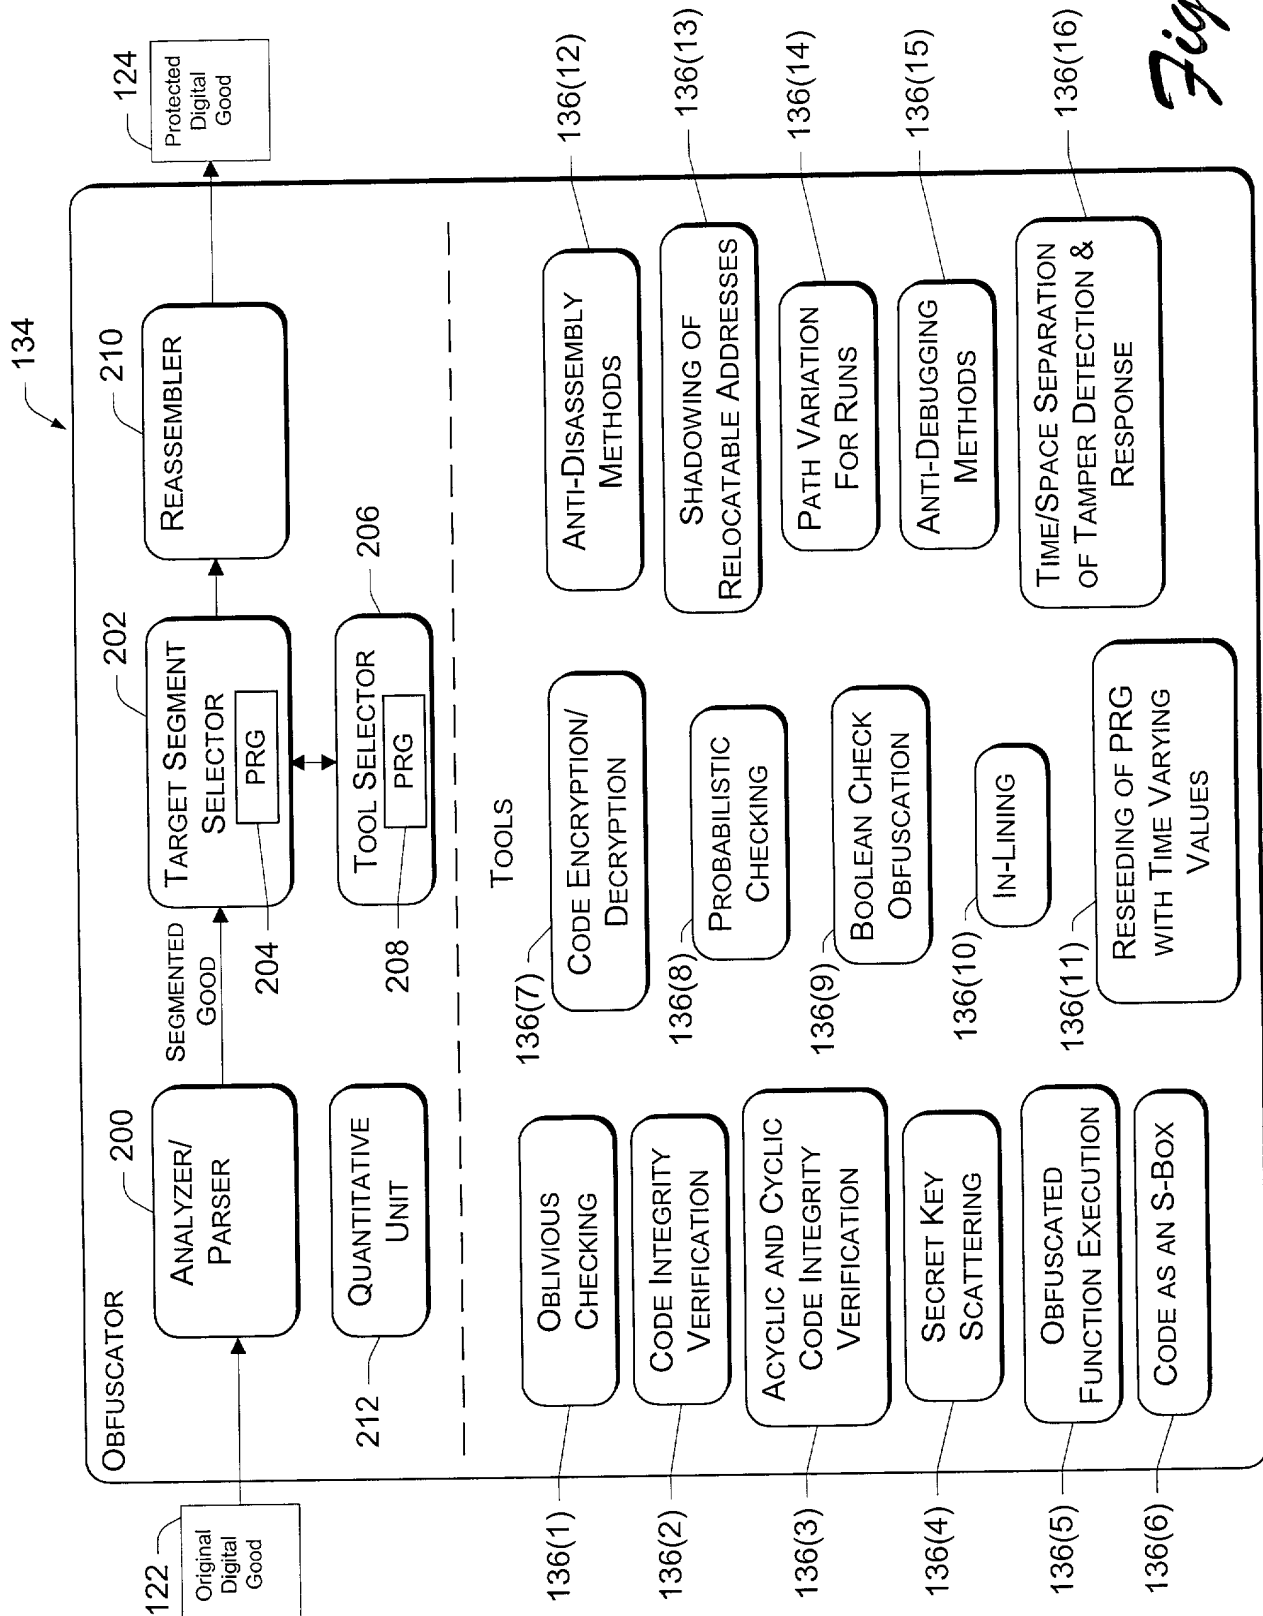 Fig
134
OBFUSCATOR
122
Original
Digital
Good
200
ANALYZER/
PARSER
SEGMENTED
GOOD
202
TARGET SEGMENT
SELECTOR
PRG
204
210
REASSEMBLER
124
Protected
Digital
Good
212
QUANTITATIVE
UNIT
206
TOOL SELECTOR
PRG
208
TOOLS
136(1)
OBLIVIOUS
CHECKING
136(2)
CODE INTEGRITY
VERIFICATION
136(3)
ACYCLIC AND CYCLIC
CODE INTEGRITY
VERIFICATION
136(4)
SECRET KEY
SCATTERING
136(5)
OBFUSCATED
FUNCTION EXECUTION
136(6)
CODE AS AN S-BOX
136(7)
CODE ENCRYPTION/
DECRYPTION
136(8)
PROBABILISTIC
CHECKING
136(9)
BOOLEAN CHECK
OBFUSCATION
136(10)
IN-LINING
136(11)
RESEEDING OF PRG
WITH TIME VARYING
VALUES
136(12)
ANTI-DISASSEMBLY
METHODS
136(13)
SHADOWING OF
RELOCATABLE ADDRESSES
136(14)
PATH VARIATION
FOR RUNS
136(15)
ANTI-DEBUGGING
METHODS
136(16)
TIME/SPACE SEPARATION
OF TAMPER DETECTION &
RESPONSE